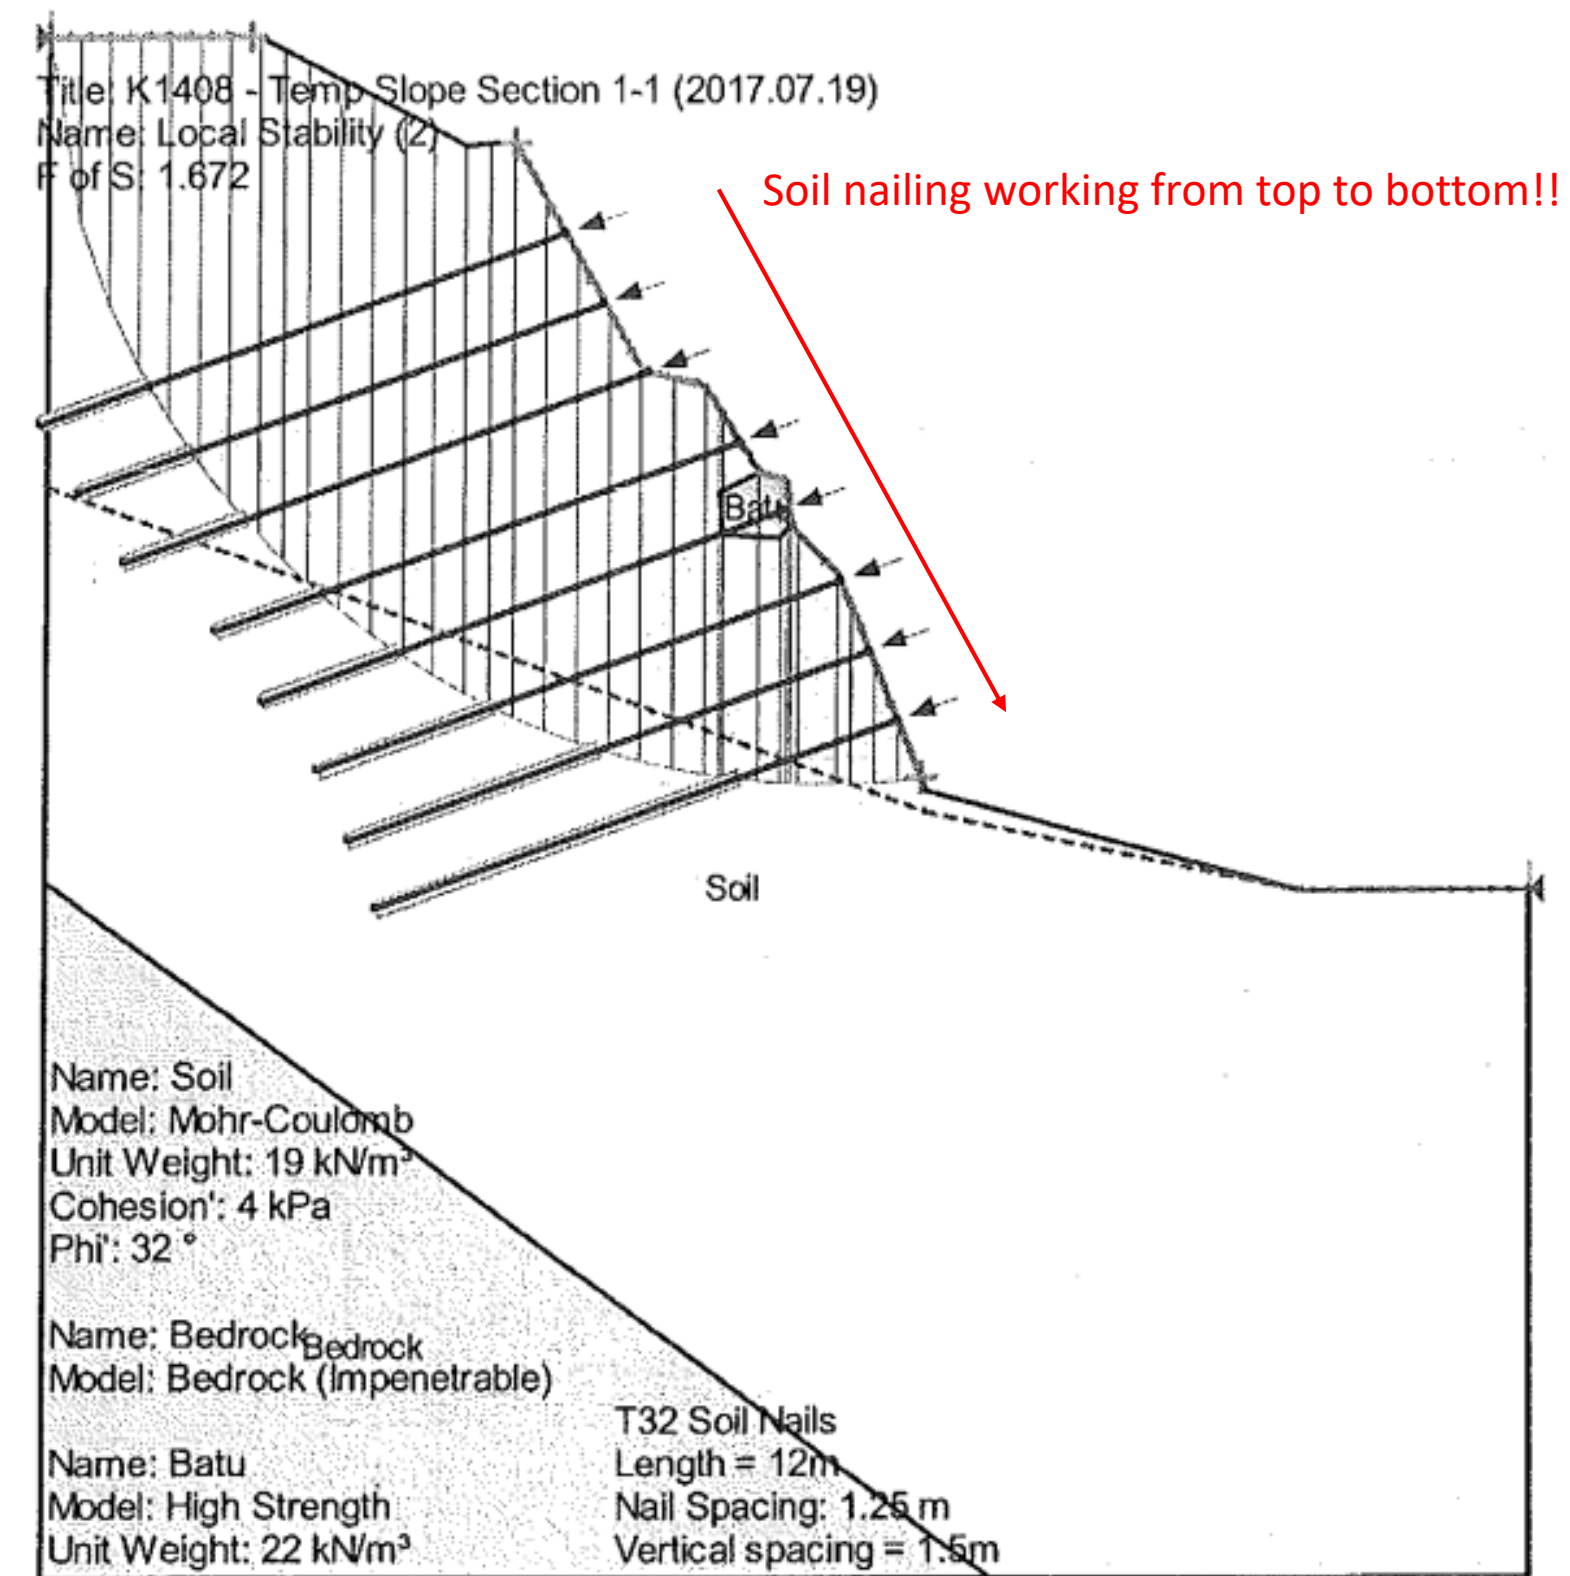 Title: K1408 - Temp Slope Section 1-1 (2017.07.19)
Name: Local Stability (2)
F of S: 1.672
Soil nailing working from top to bottom!!
Batu
Soil
Name: Soil
Model: Mohr-Coulomb
Unit Weight: 19 kN/m³
Cohesion': 4 kPa
Phi': 32 °
Name: Bedrock
Bedrock
Model: Bedrock (Impenetrable)
Name: Batu
Model: High Strength
Unit Weight: 22 kN/m³
T32 Soil Nails
Length = 12m
Nail Spacing: 1.25 m
Vertical spacing = 1.5m